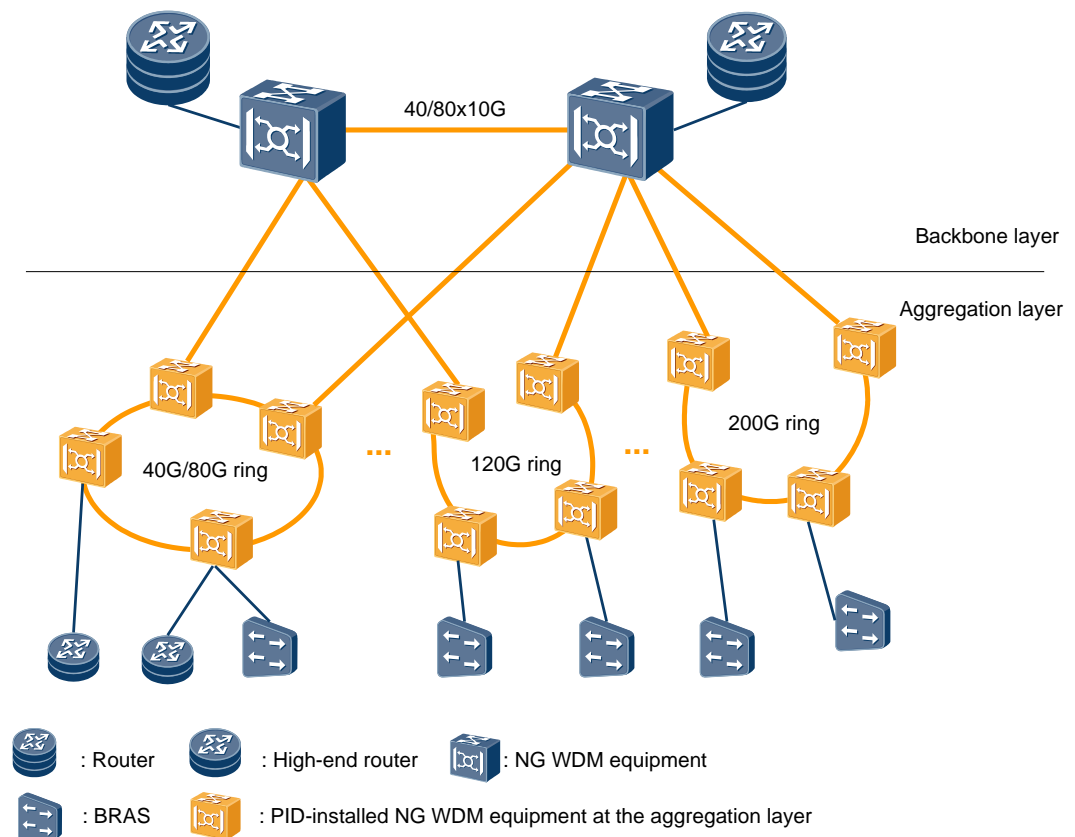 40/80x10G
Backbone layer
Aggregation layer
40G/80G ring
...
120G ring
...
200G ring
: Router
: High-end router
: NG WDM equipment
: BRAS
: PID-installed NG WDM equipment at the aggregation layer